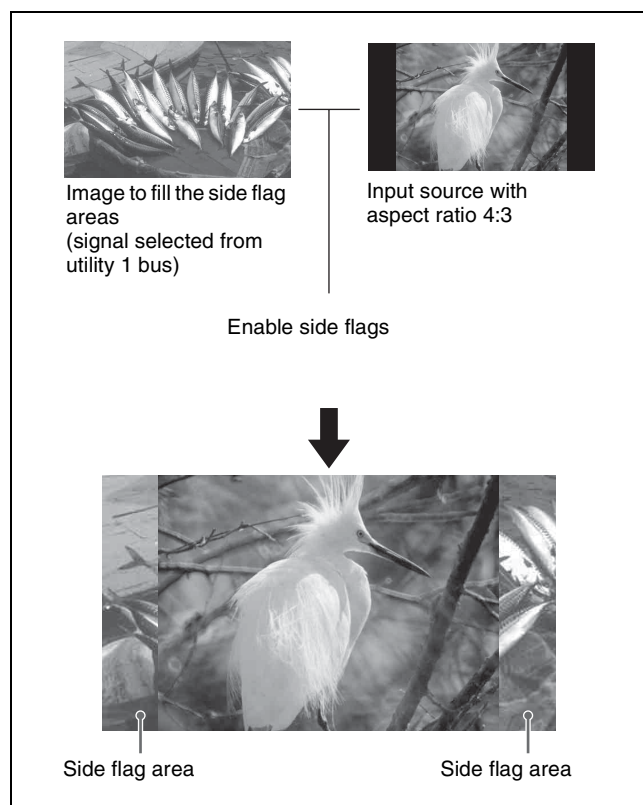 Image to fill the side flag
areas
(signal selected from
utility 1 bus)
Input source with
aspect ratio 4:3
Enable side flags
Side flag area
Side flag area